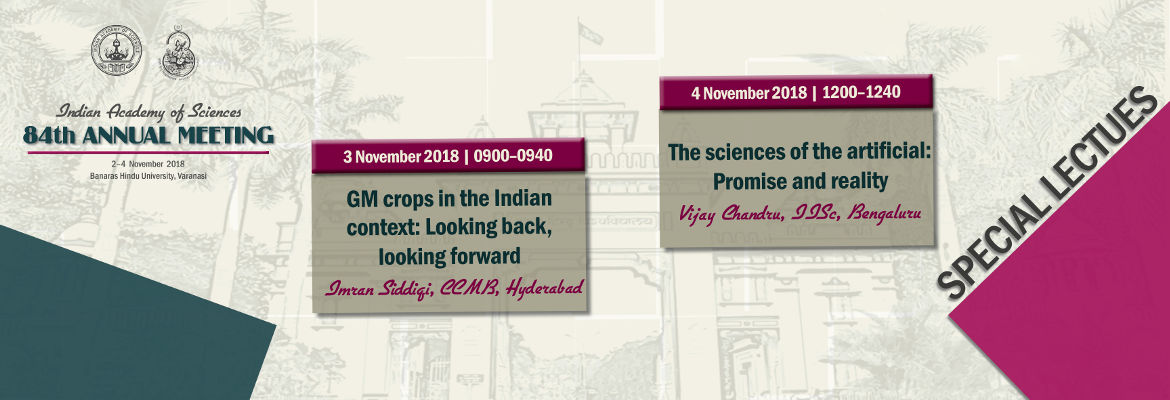 Indian Academy of Sciences
84th ANNUAL MEETING
2–4 November 2018
Banaras Hindu University, Varanasi
3 November 2018 | 0900–0940
GM crops in the Indian
context: Looking back,
looking forward
Imran Siddiqi, CCMB, Hyderabad
4 November 2018 | 1200–1240
The sciences of the artificial:
Promise and reality
Vijay Chandru, IISc, Bengaluru
SPECIAL LECTUES